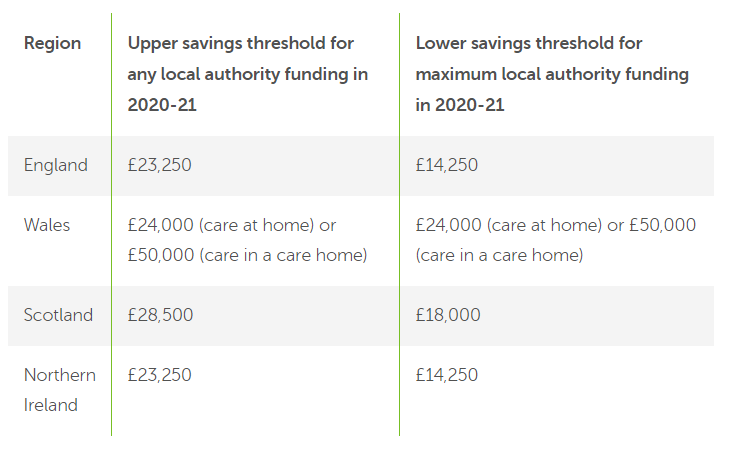 Region
Upper savings threshold for
any local authority funding in
2020-21
Lower savings threshold for
maximum local authority funding
in 2020-21
England
£23,250
£14,250
Wales
£24,000 (care at home) or
£50,000 (care in a care home)
£24,000 (care at home) or £50,000
(care in a care home)
Scotland
£28,500
£18,000
Northern
Ireland
£23,250
£14,250